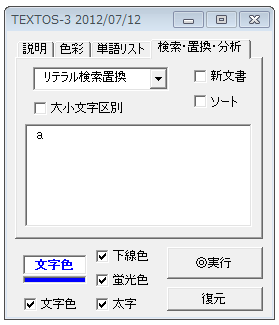 TEXTOS-3 2012/07/12
説明 色彩 単語リスト 検索・置換・分析
リテラル検索置換
新文書
大小文字区別
ソート
a
文字色
下線色
蛍光色
◎実行
文字色
太字
復元